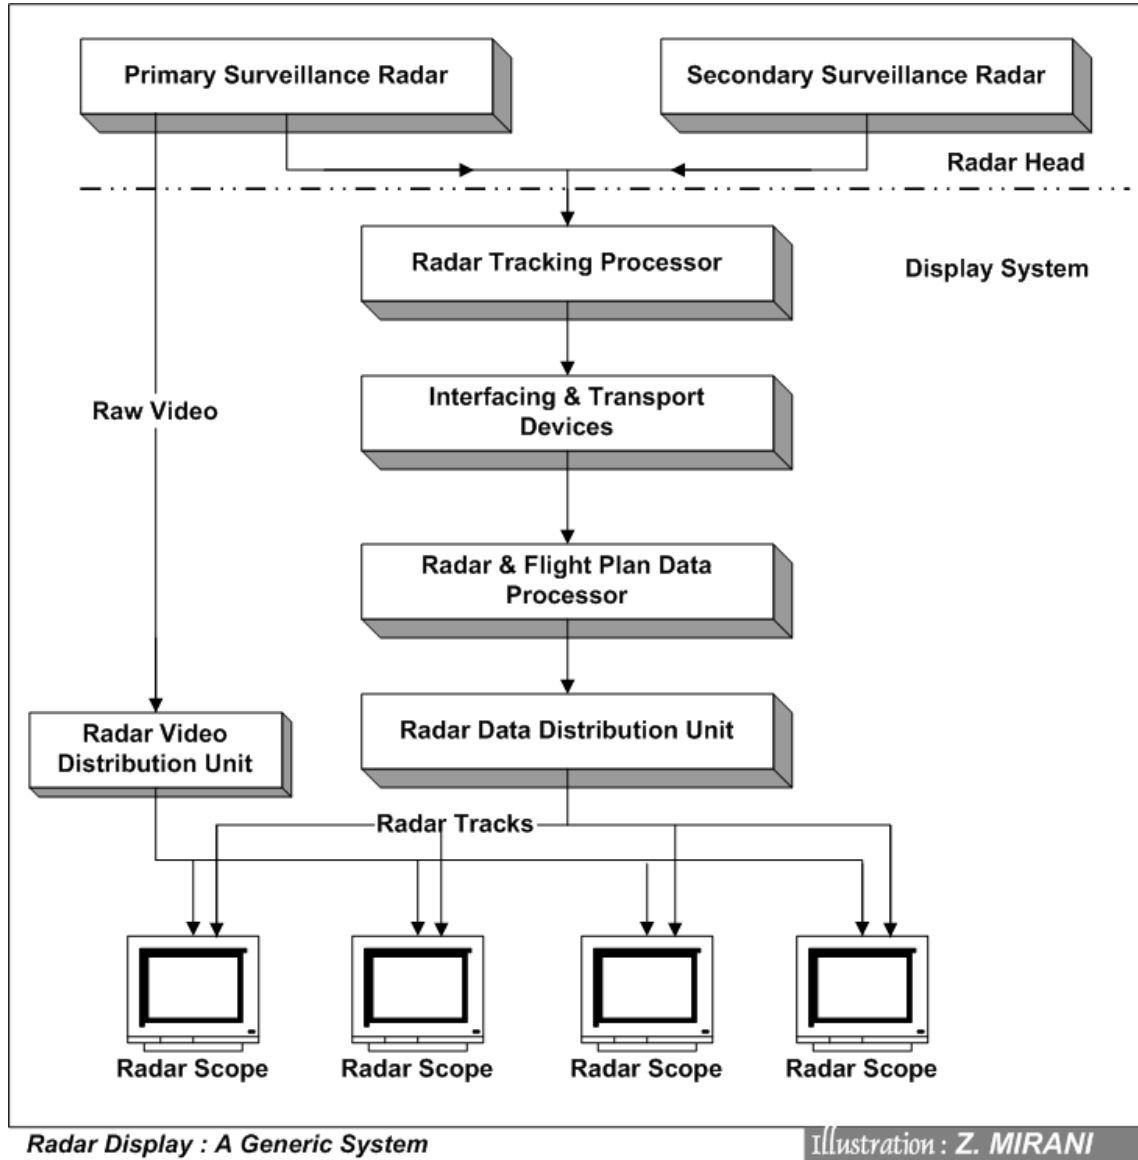 Primary Surveillance Radar
Secondary Surveillance Radar
Radar Head
Radar Tracking Processor
Display System
Interfacing & Transport
Devices
Raw Video
Radar & Flight Plan Data
Processor
Radar Video
Distribution Unit
Radar Data Distribution Unit
Radar Tracks
Radar Scope
Radar Scope
Radar Scope
Radar Scope
Radar Display : A Generic System
Illustration : Z. MIRANI